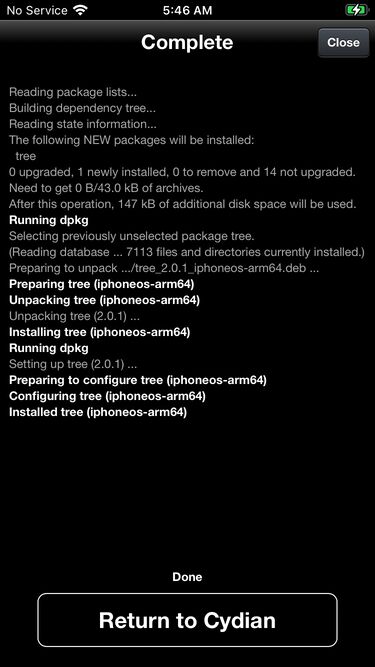 No Service 5:46 AM
Complete
Close
Reading package lists...
Building dependency tree...
Reading state information...
The following NEW packages will be installed:
tree
0 upgraded, 1 newly installed, 0 to remove and 14 not upgraded.
Need to get 0 B/43.0 kB of archives.
After this operation, 147 kB of additional disk space will be used.
Running dpkg
Selecting previously unselected package tree.
(Reading database ... 7113 files and directories currently installed.)
Preparing to unpack .../tree_2.0.1_iphoneos-arm64.deb ...
Preparing tree (iphoneos-arm64)
Unpacking tree (iphoneos-arm64)
Unpacking tree (2.0.1) ...
Installing tree (iphoneos-arm64)
Running dpkg
Setting up tree (2.0.1) ...
Preparing to configure tree (iphoneos-arm64)
Configuring tree (iphoneos-arm64)
Installed tree (iphoneos-arm64)
Done
Return to Cydian